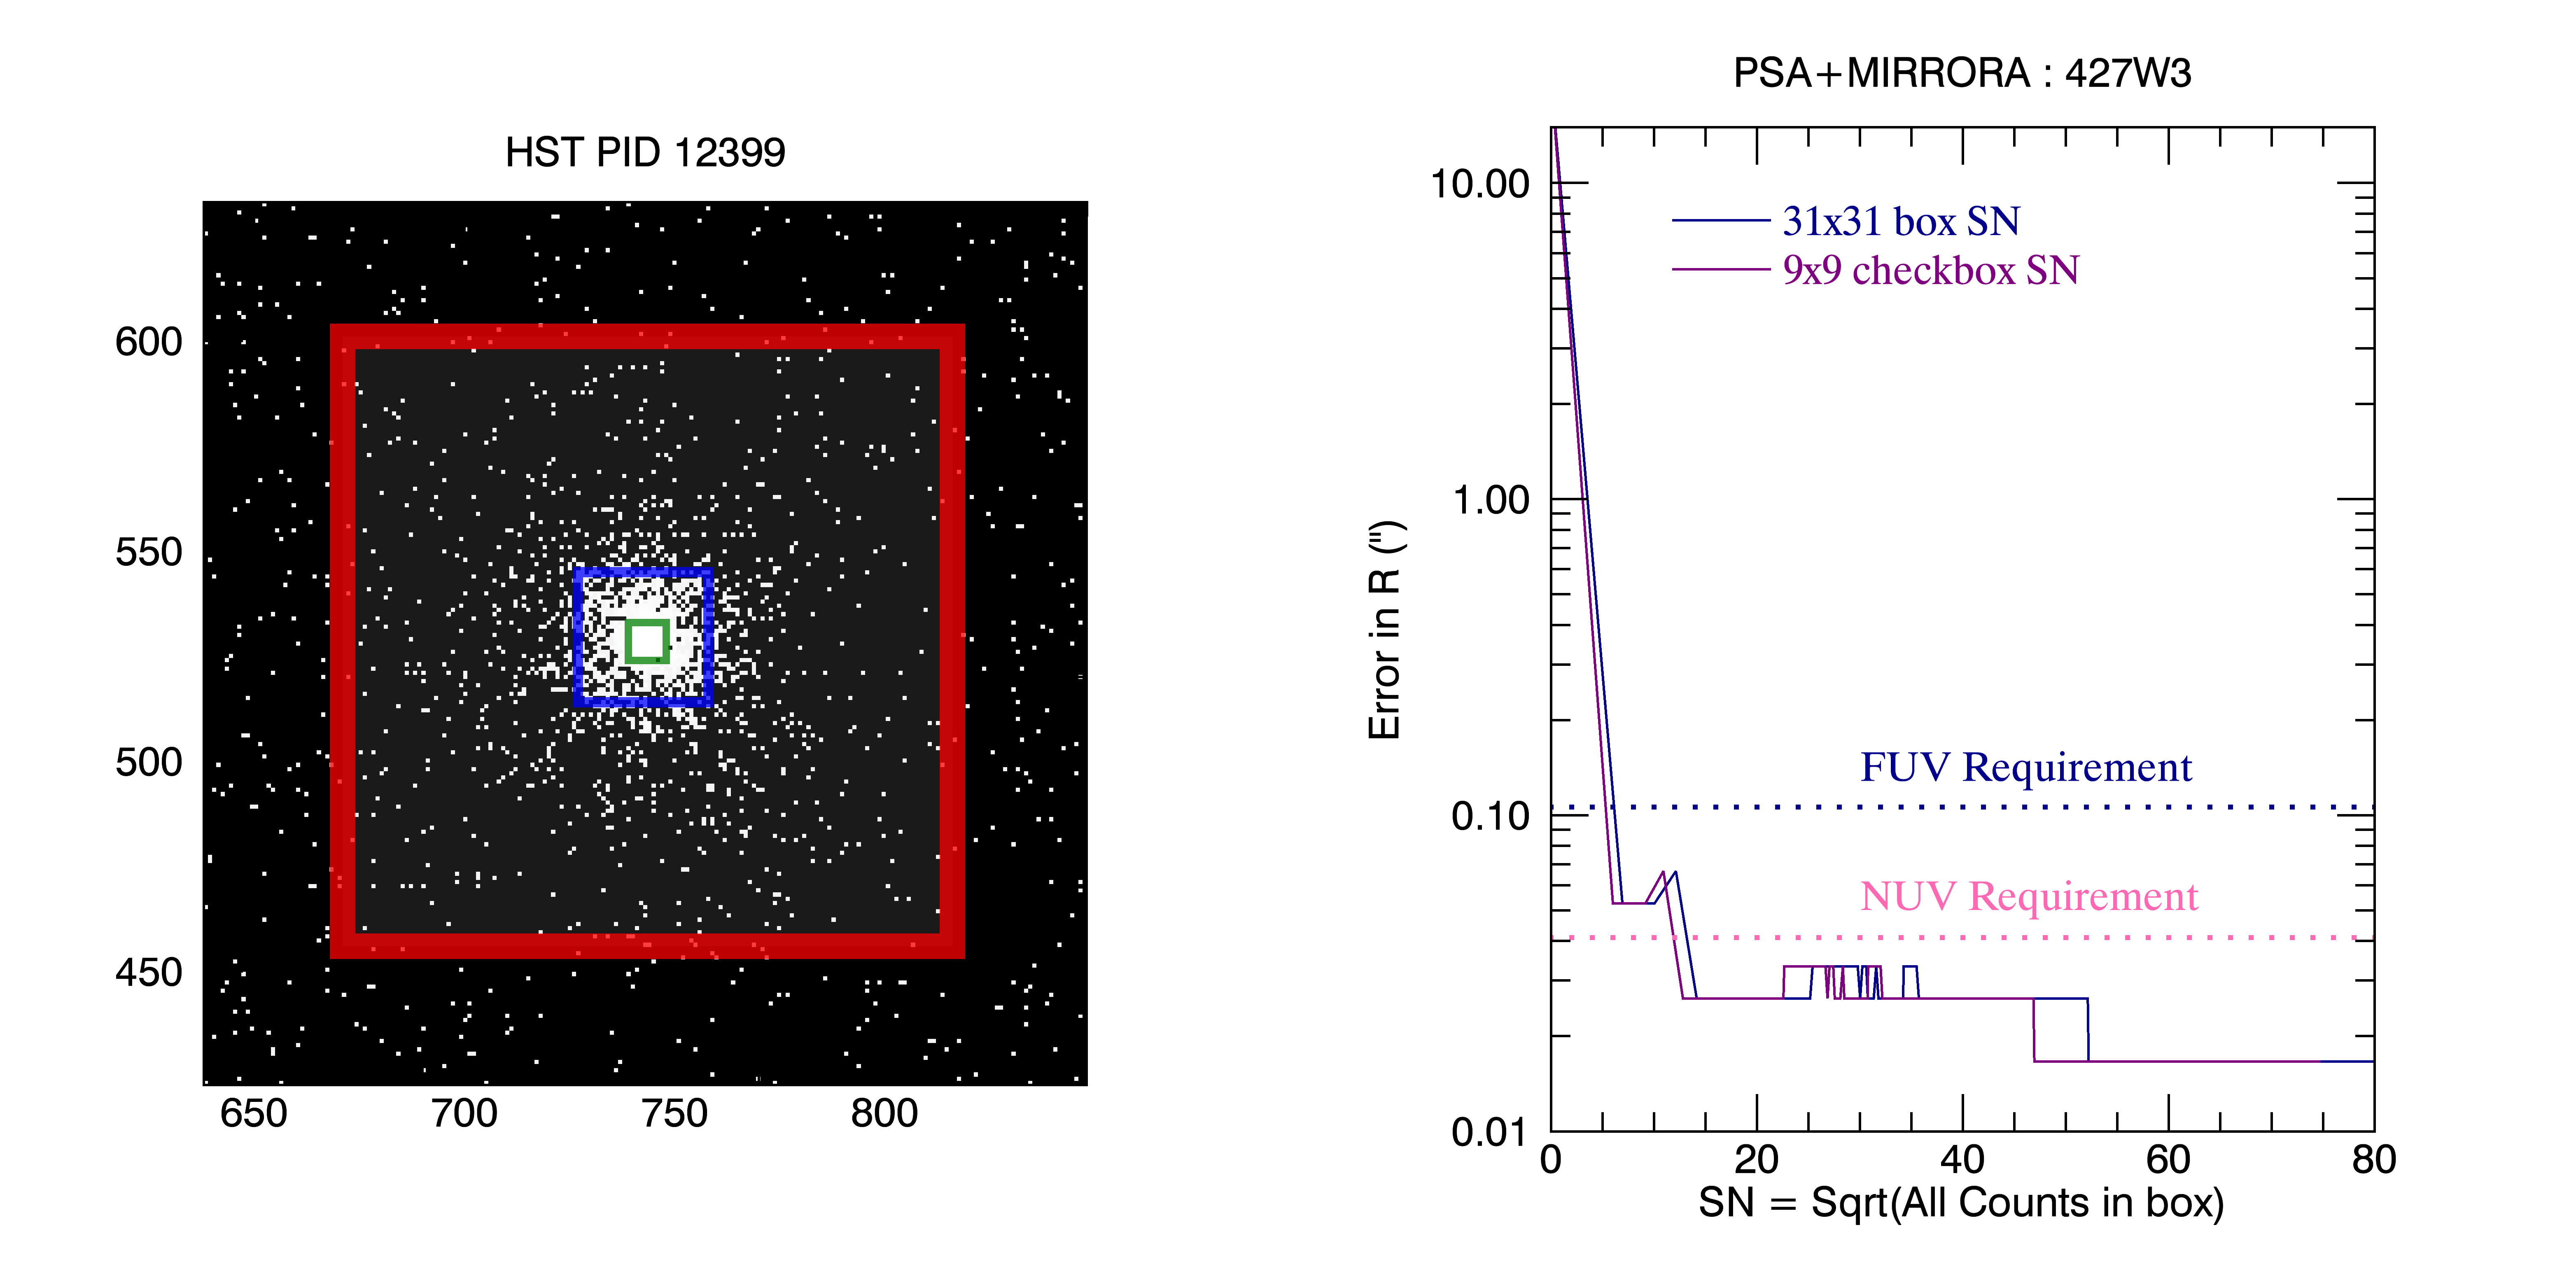 HST PID 12399
600
550
500
450
650 700 750 800
PSA+MIRRORA : 427W3
10.00
1.00
0.10
0.01
Error in R (")
31x31 box SN
9x9 checkbox SN
FUV Requirement
NUV Requirement
0 20 40 60 80
SN = Sqrt(All Counts in box)